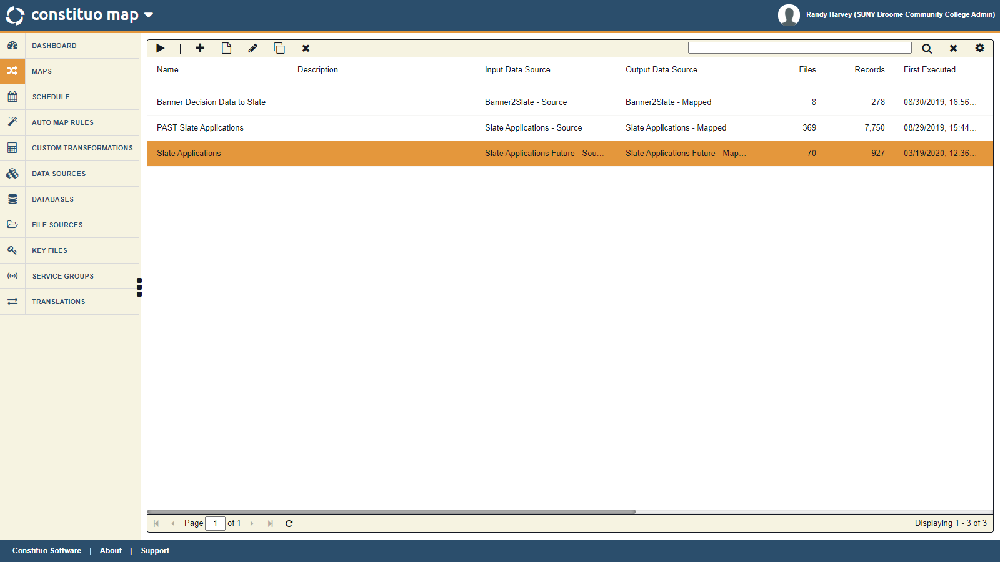 constituo map
Randy Harvey (SUNY Broome Community College Admin)
DASHBOARD
MAPS
SCHEDULE
AUTO MAP RULES
CUSTOM TRANSFORMATIONS
DATA SOURCES
DATABASES
FILE SOURCES
KEY FILES
SERVICE GROUPS
TRANSLATIONS
Name Description Input Data Source Output Data Source Files Records First Executed
Banner Decision Data to Slate Banner2Slate - Source Banner2Slate - Mapped 8 278 08/30/2019, 16:56...
PAST Slate Applications Slate Applications - Source Slate Applications - Mapped 369 7,750 08/29/2019, 15:44...
Slate Applications Slate Applications Future - Sou... Slate Applications Future - Map... 70 927 03/19/2020, 12:36...
Page 1 of 1 Displaying 1 - 3 of 3
Constituo Software | About | Support